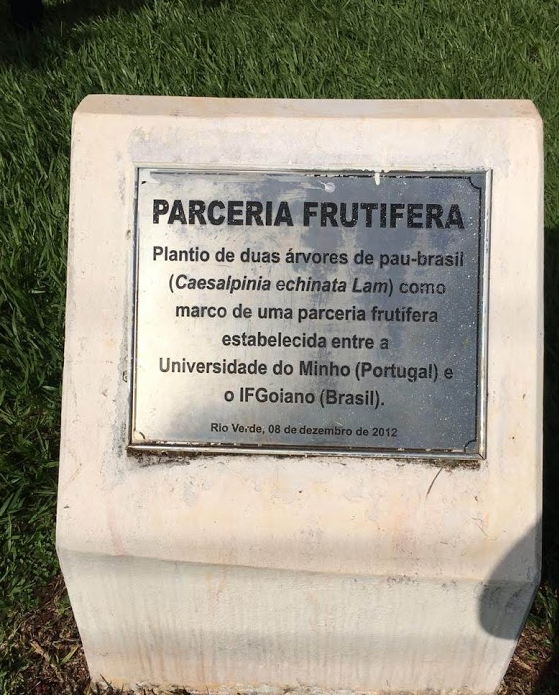 PARCERIA FRUTIFERA
Plantio de duas árvores de pau-brasil
(Caesalpinia echinata Lam) como
marco de uma parceria frutífera
estabelecida entre a
Universidade do Minho (Portugal) e
o IFGoiano (Brasil).
Rio Verde, 08 de dezembro de 2012